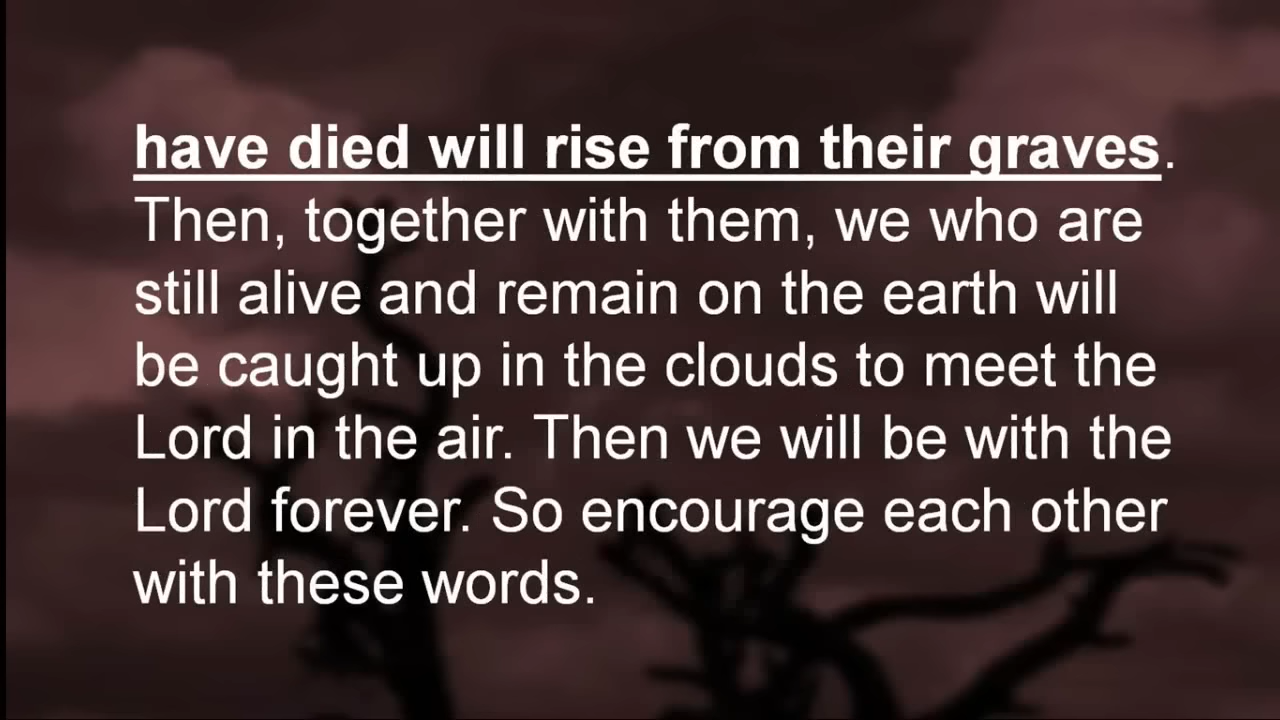 have died will rise from their graves.
Then, together with them, we who are
still alive and remain on the earth will
be caught up in the clouds to meet the
Lord in the air. Then we will be with the
Lord forever. So encourage each other
with these words.